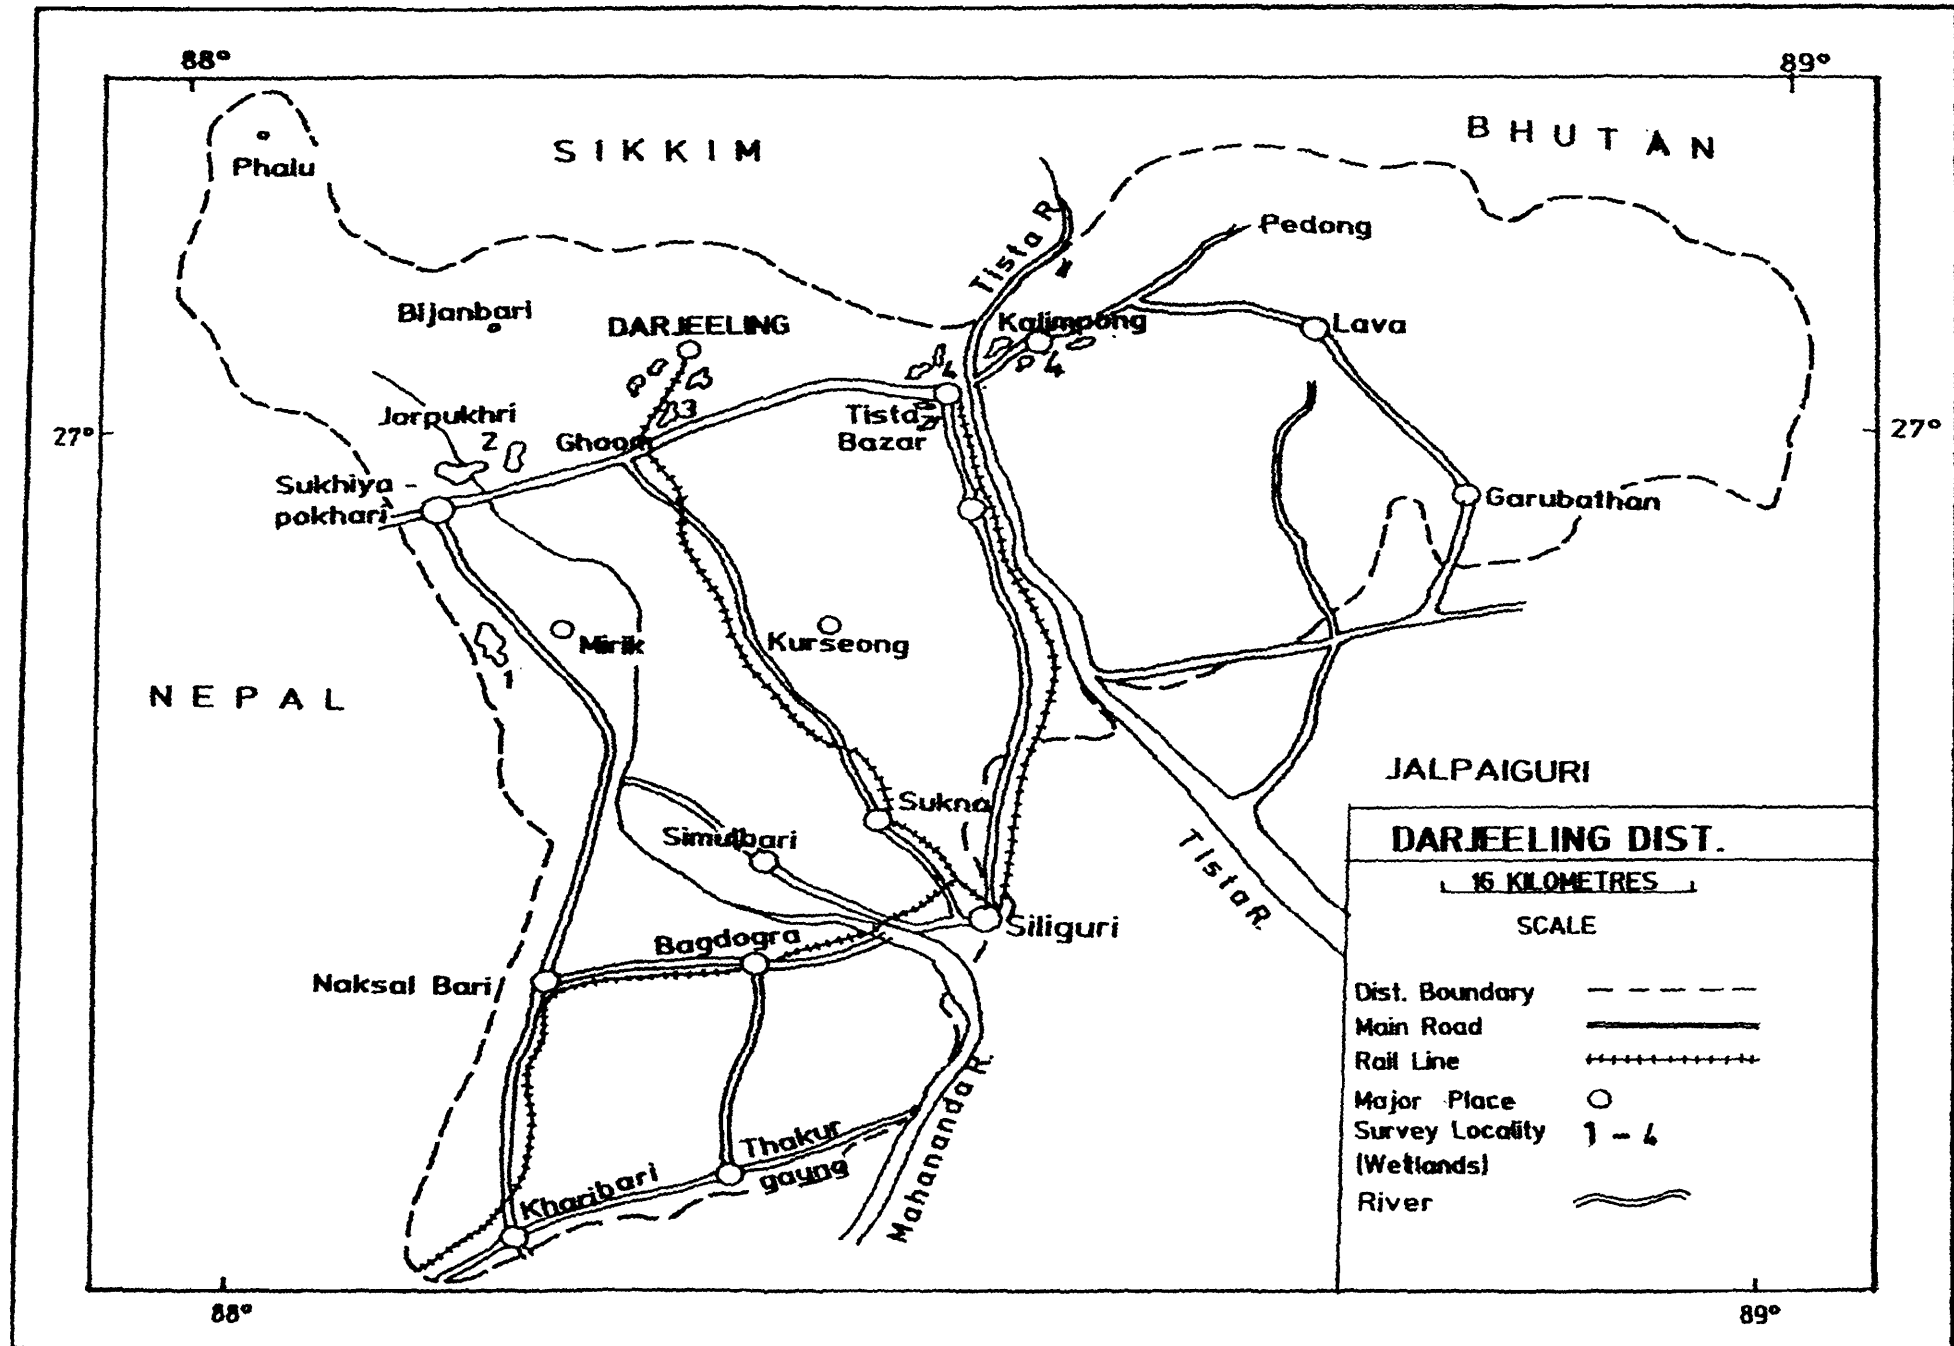 88°
89°
SIKKIM
BHUTAN
Phalu
Tista R.
Pedong
Bijanbari
DARJEELING
Kalimpong
Lava
4
4
Jorpukhri
2
3
Tista
Bazar
27°
27°
Ghoom
Sukhiya -
pokhari
Garubathan
Mirik
Kurseong
1
NEPAL
JALPAIGURI
Sukna
Simulbari
Tista R.
Siliguri
Bagdogra
Naksal Bari
Mahananda R.
Thakur
gaung
Kharibari
DARJEELING DIST.
16 KILOMETRES
SCALE
Dist. Boundary
Main Road
Rail Line
Major Place
Survey Locality 1 - 4
(Wetlands)
River
88°
89°